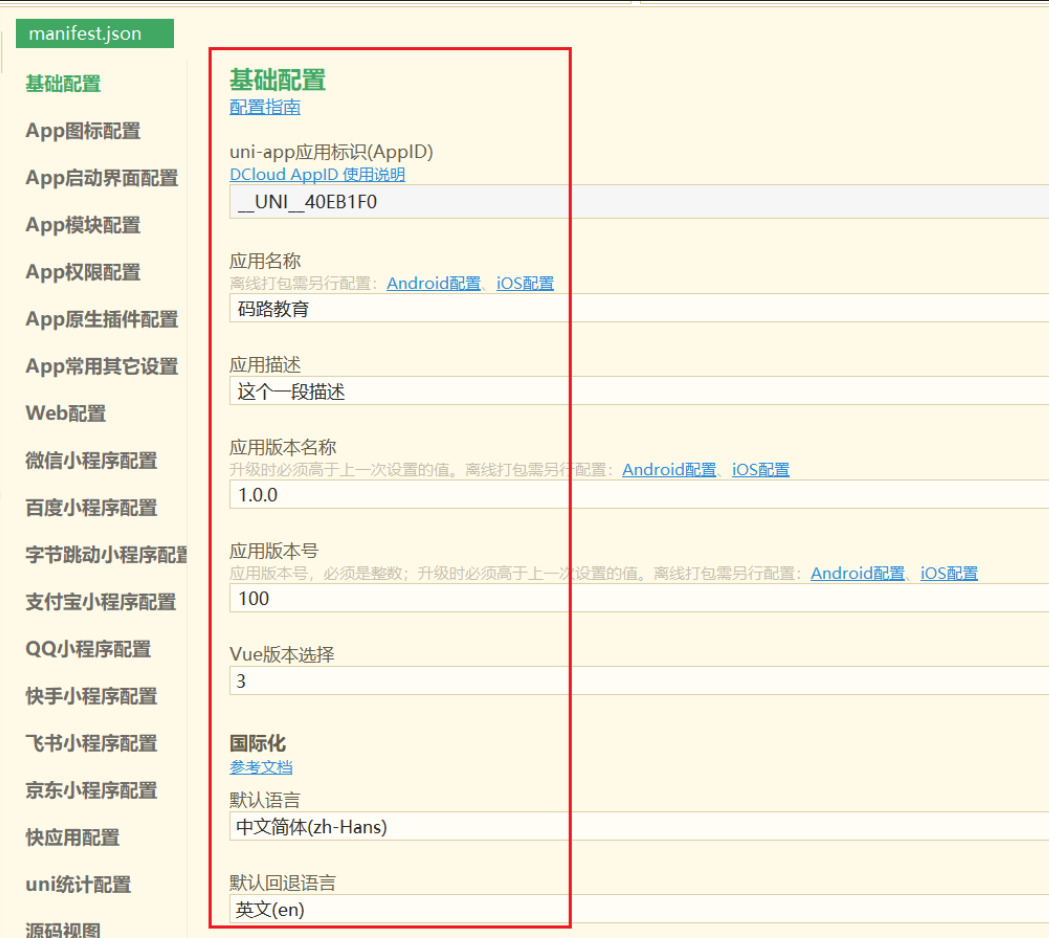 manifest.json
基础配置
App图标配置
App启动界面配置
App模块配置
App权限配置
App原生插件配置
App常用其它设置
Web配置
微信小程序配置
百度小程序配置
字节跳动小程序配置
支付宝小程序配置
QQ小程序配置
快手小程序配置
飞书小程序配置
京东小程序配置
快应用配置
uni统计配置
源码视图
基础配置
配置指南
uni-app应用标识(AppID)
DCloud AppID 使用说明
__UNI__40EB1F0
应用名称
离线打包需另行配置：Android配置、iOS配置
码路教育
应用描述
这个一段描述
应用版本名称
升级时必须高于上一次设置的值。离线打包需另行配置：Android配置、iOS配置
1.0.0
应用版本号
应用版本号，必须是整数；升级时必须高于上一次设置的值。离线打包需另行配置：Android配置、iOS配置
100
Vue版本选择
3
国际化
参考文档
默认语言
中文简体(zh-Hans)
默认回退语言
英文(en)